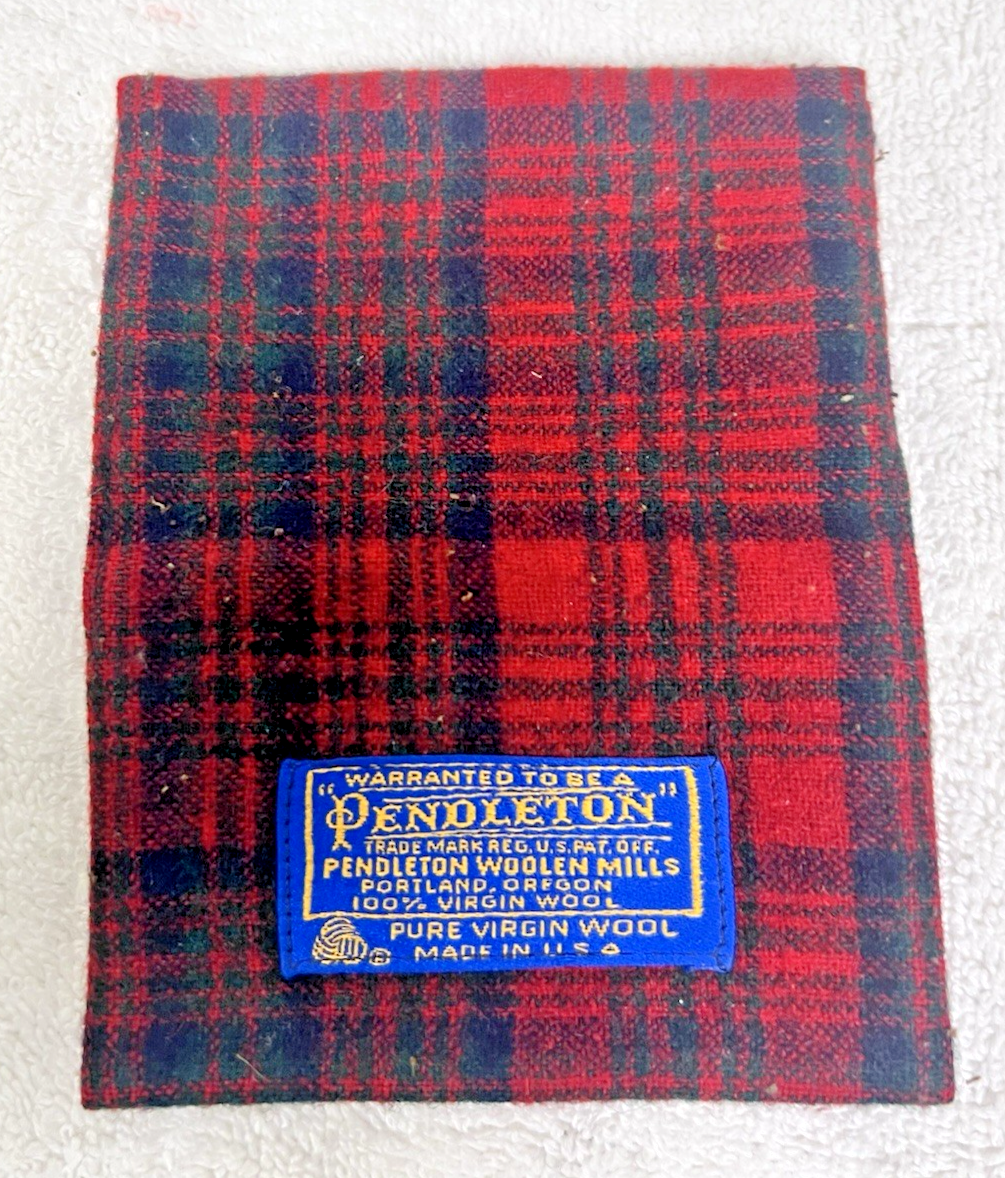 WARRANTED TO BE A
"PENDLETON"
TRADE MARK REG. U.S. PAT. OFF.
PENDLETON WOOLEN MILLS
PORTLAND, OREGON
100% VIRGIN WOOL
PURE VIRGIN WOOL
® MADE IN U.S.A